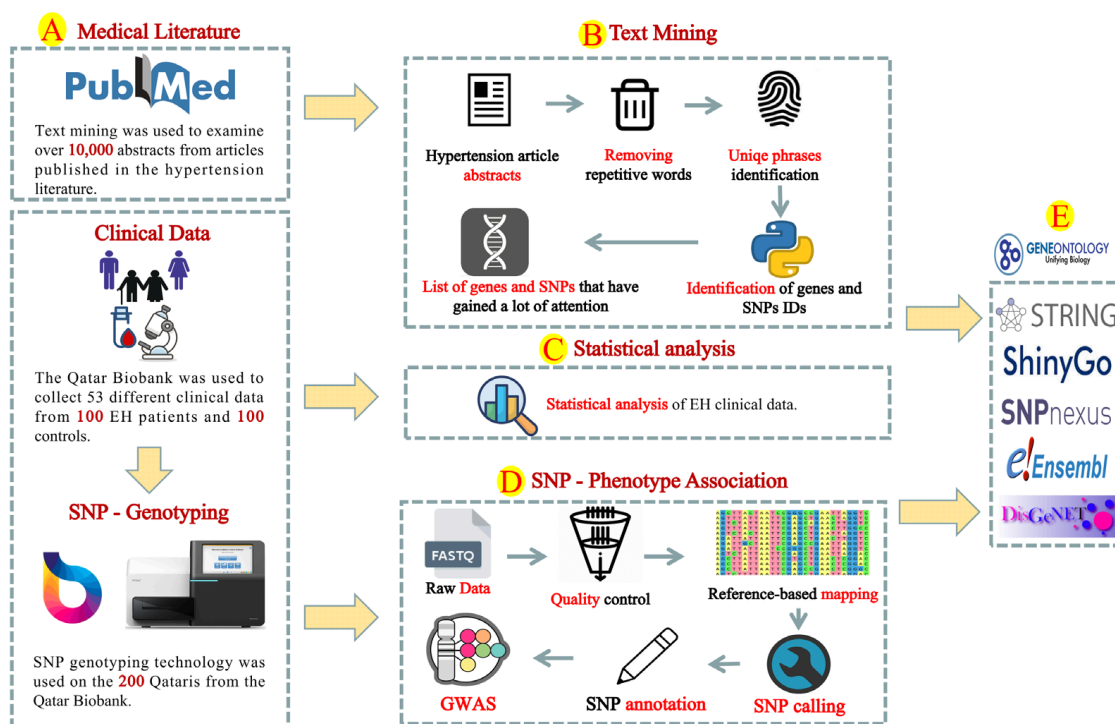 A Medical Literature
PubMed
Text mining was used to examine
over 10,000 abstracts from articles
published in the hypertension
literature.
Clinical Data
The Qatar Biobank was used to
collect 53 different clinical data
from 100 EH patients and 100
controls.
SNP - Genotyping
SNP genotyping technology was
used on the 200 Qataris from the
Qatar Biobank.
B Text Mining
Hypertension article
abstracts
Removing
repetitive words
Uniqe phrases
identification
List of genes and SNPs that have
gained a lot of attention
Identification of genes and
SNPs IDs
C Statistical analysis
Statistical analysis of EH clinical data.
D SNP - Phenotype Association
FASTQ
Raw Data
Quality control
Reference-based mapping
GWAS
SNP annotation
SNP calling
E
go GENEONTOLOGY
Unifying Biology
STRING
ShinyGo
SNPnexus
e!Ensembl
DisGeNET